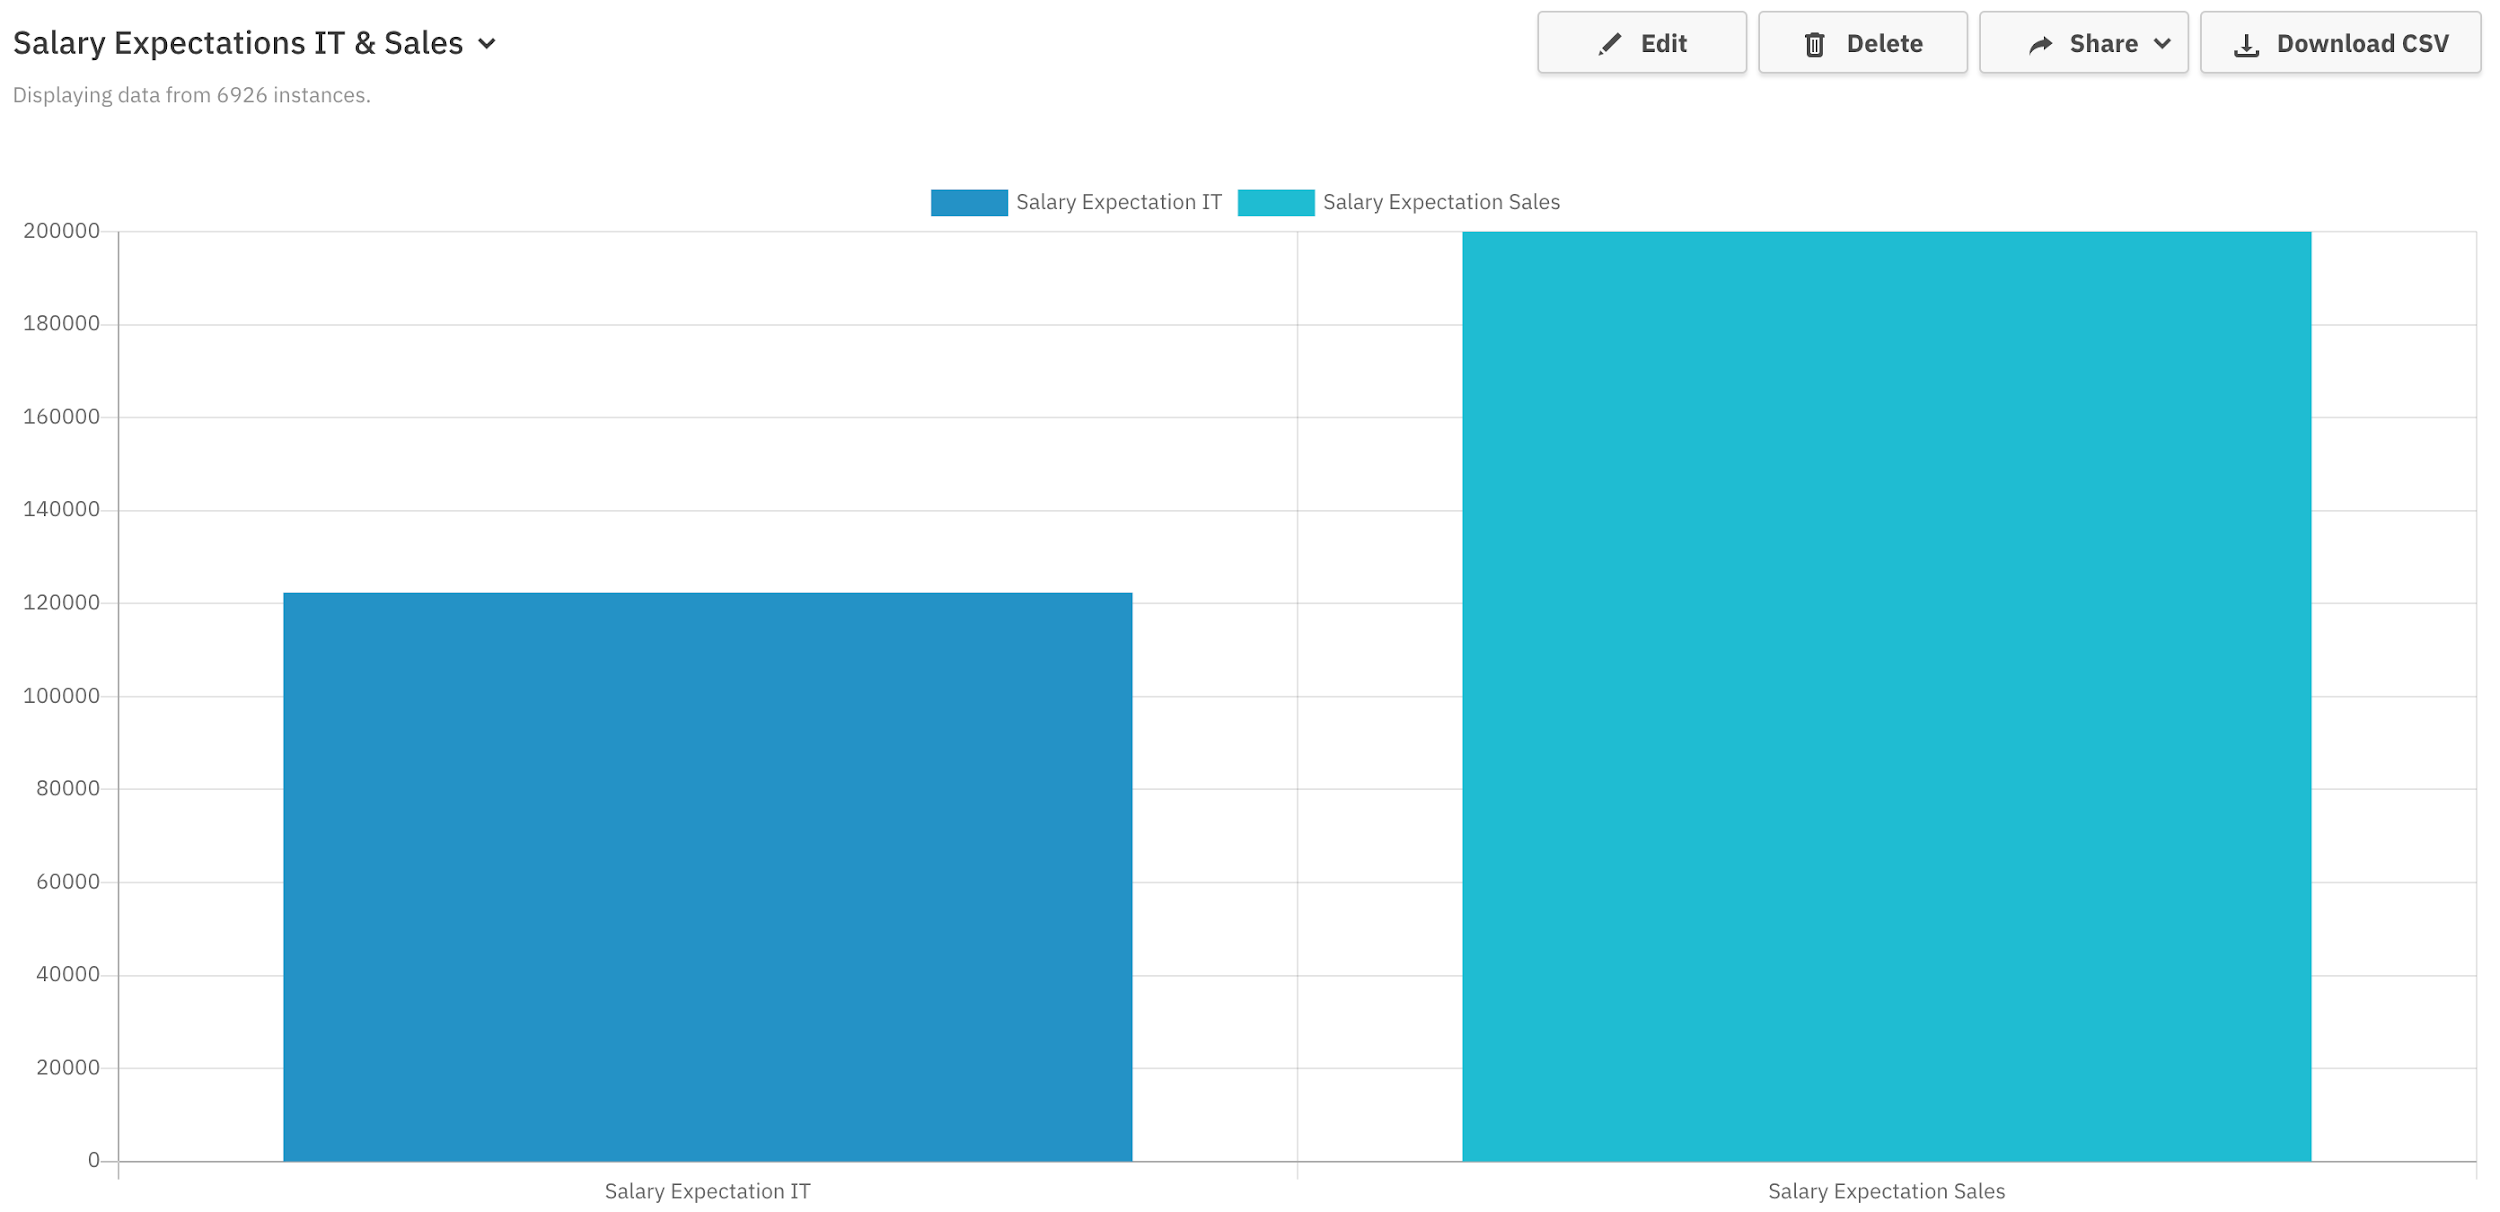 Salary Expectations IT & Sales
Edit
Delete
Share
Download CSV
Displaying data from 6926 instances.
Salary Expectation IT
Salary Expectation Sales
200000
180000
160000
140000
120000
100000
80000
60000
40000
20000
0
Salary Expectation IT
Salary Expectation Sales